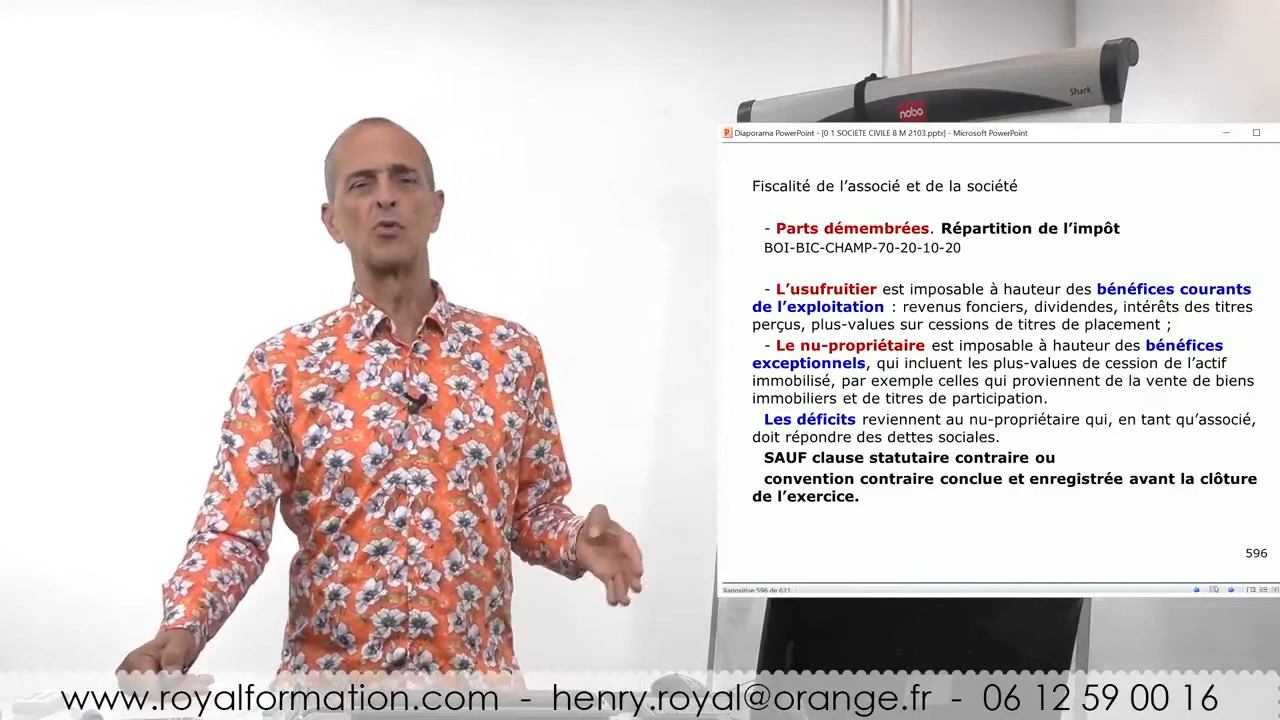 Shark
nobo
Diaporama PowerPoint - [0 1 SOCIETE CIVILE 8 M 2103.pptx] - Microsoft PowerPoint
Fiscalité de l’associé et de la société
- Parts démembrées. Répartition de l’impôt
BOI-BIC-CHAMP-70-20-10-20
- L’usufruitier est imposable à hauteur des bénéfices courants
de l’exploitation : revenus fonciers, dividendes, intérêts des titres
perçus, plus-values sur cessions de titres de placement ;
- Le nu-propriétaire est imposable à hauteur des bénéfices
exceptionnels, qui incluent les plus-values de cession de l’actif
immobilisé, par exemple celles qui proviennent de la vente de biens
immobiliers et de titres de participation.
Les déficits reviennent au nu-propriétaire qui, en tant qu’associé,
doit répondre des dettes sociales.
SAUF clause statutaire contraire ou
convention contraire conclue et enregistrée avant la clôture
de l’exercice.
596
Diapositive 596 de 621
www.royalformation.com - henry.royal@orange.fr - 06 12 59 00 16